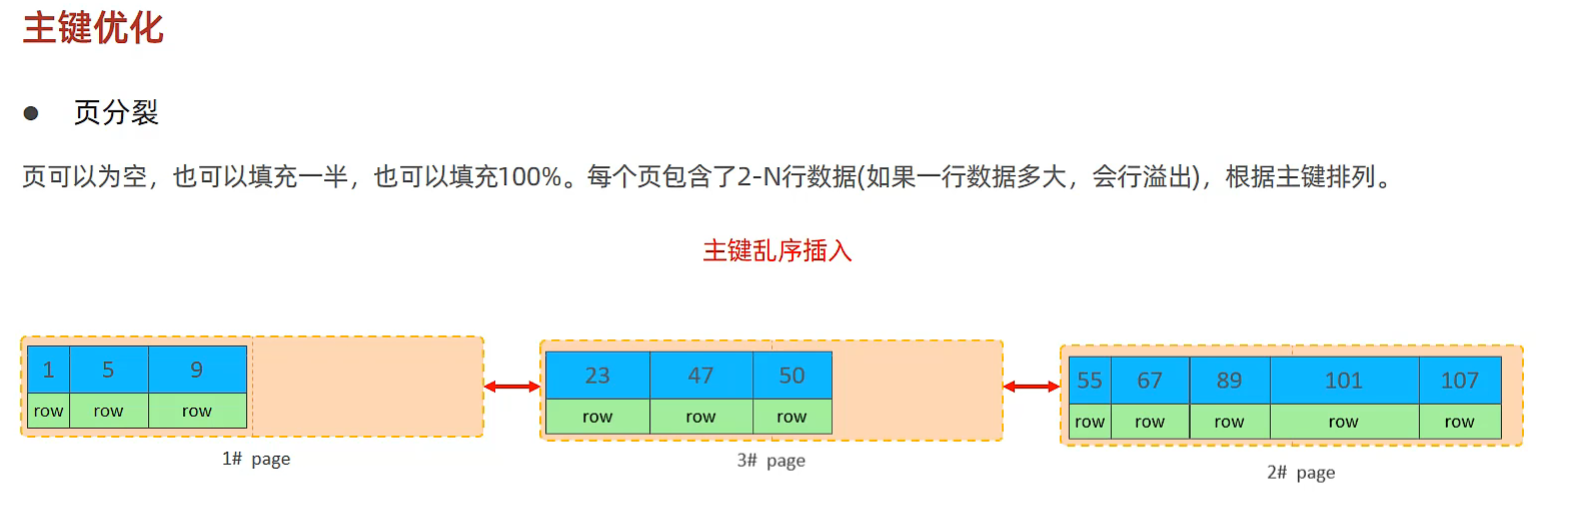 主键优化
● 页分裂
页可以为空，也可以填充一半，也可以填充100%。每个页包含了2-N行数据(如果一行数据多大，会行溢出)，根据主键排列。
主键乱序插入
1 5 9
row row row
1# page
23 47 50
row row row
3# page
55 67 89 101 107
row row row row row
2# page